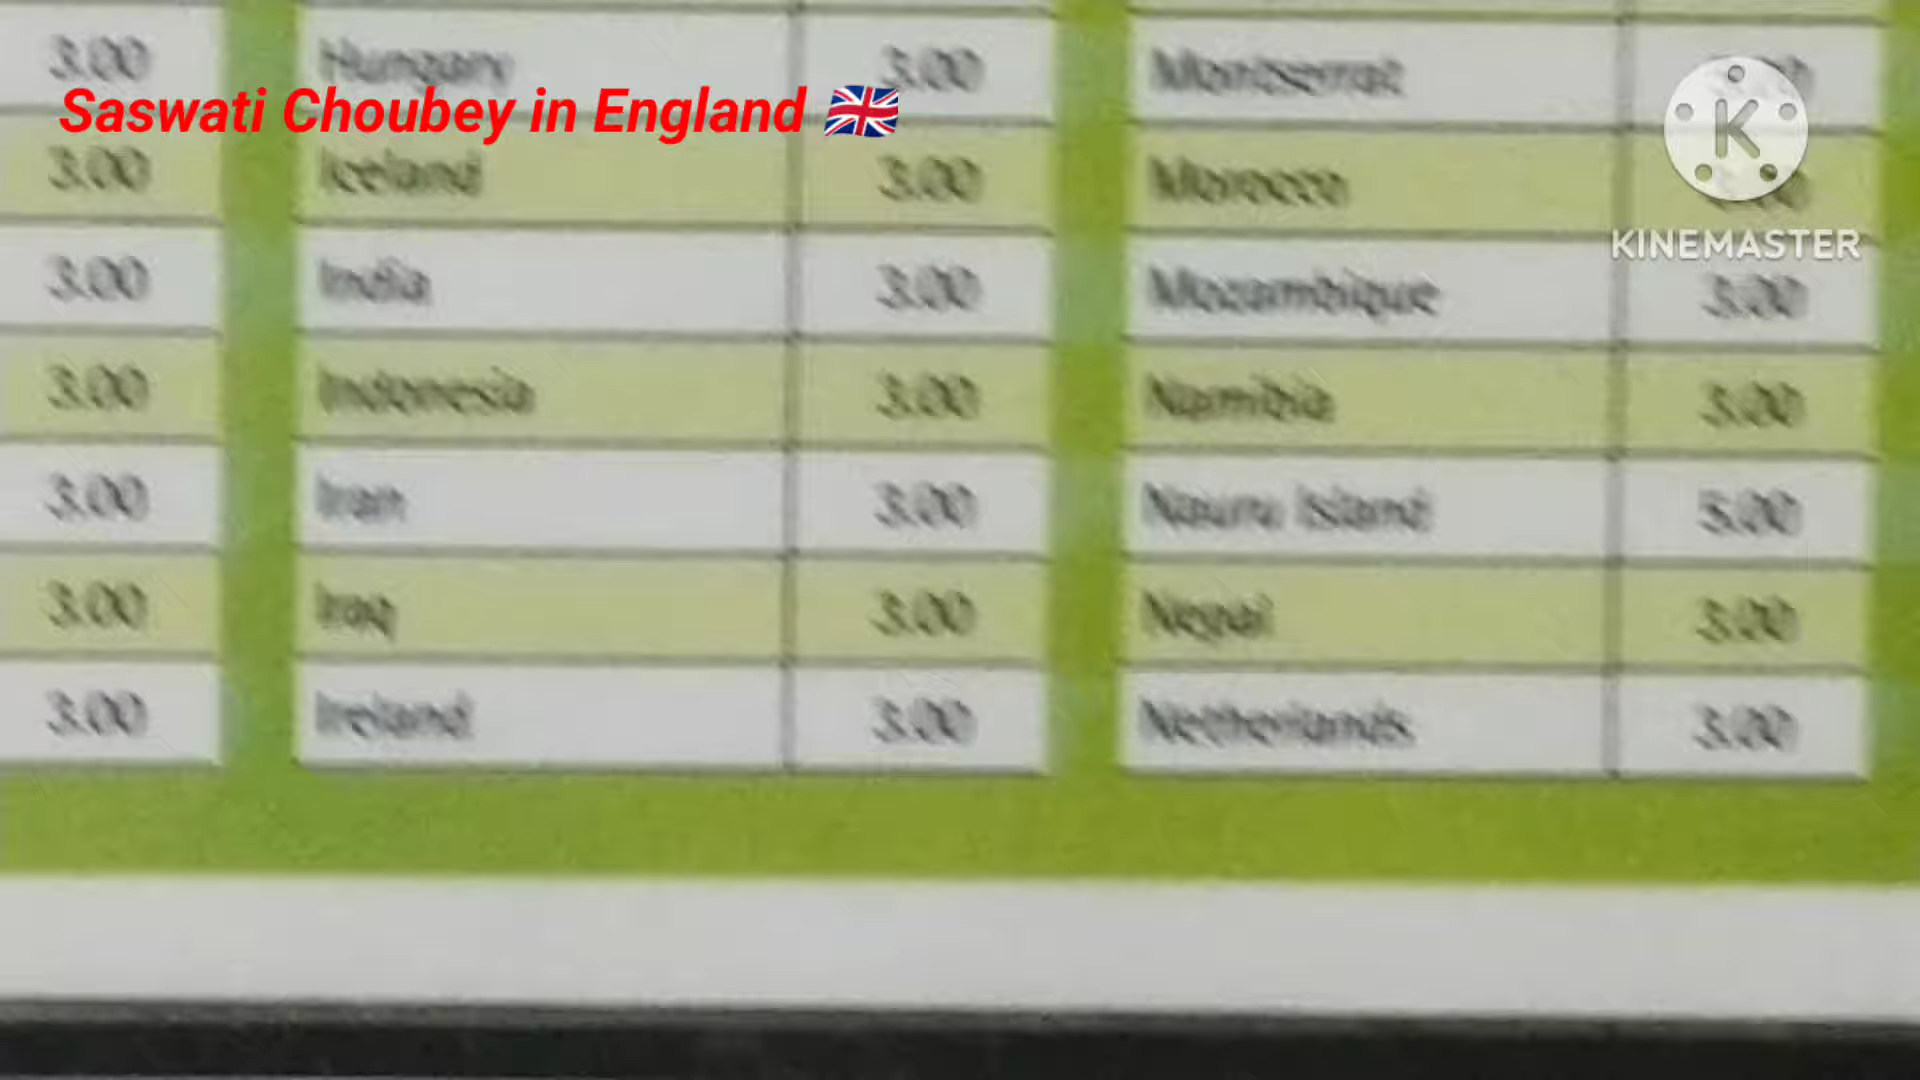 3.00 Hungary 3.00 Montserrat
Saswati Choubey in England 🇬🇧
K
3.00 Iceland 3.00 Morocco
KINEMASTER
3.00 India 3.00 Mozambique 3.00
3.00 Indonesia 3.00 Namibia 3.00
3.00 Iran 3.00 Nauru Island 5.00
3.00 Iraq 3.00 Nepal 3.00
3.00 Ireland 3.00 Netherlands 3.00